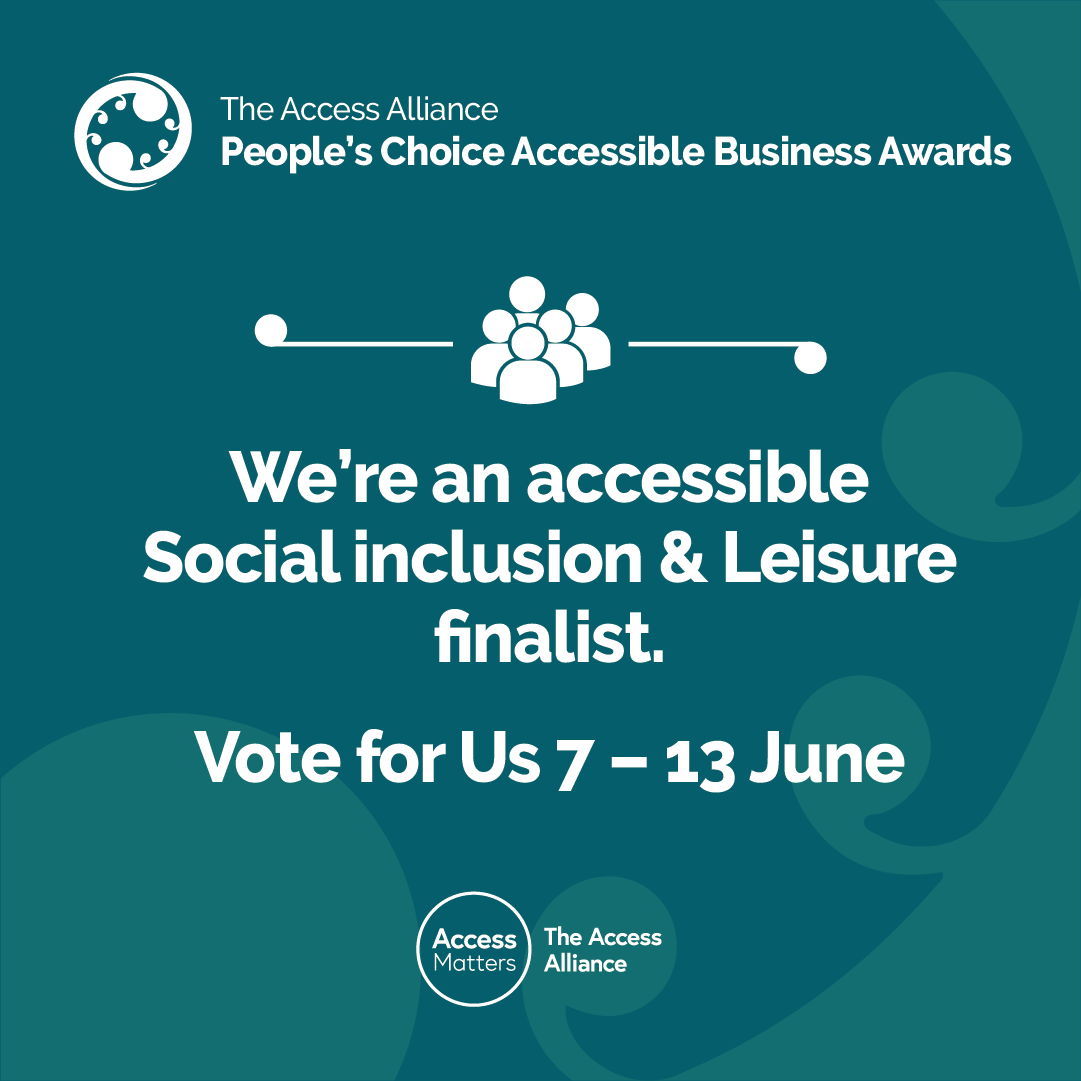 The Access Alliance
People’s Choice Accessible Business Awards
We’re an accessible
Social inclusion & Leisure
finalist.
Vote for Us 7 – 13 June
Access
Matters
The Access
Alliance